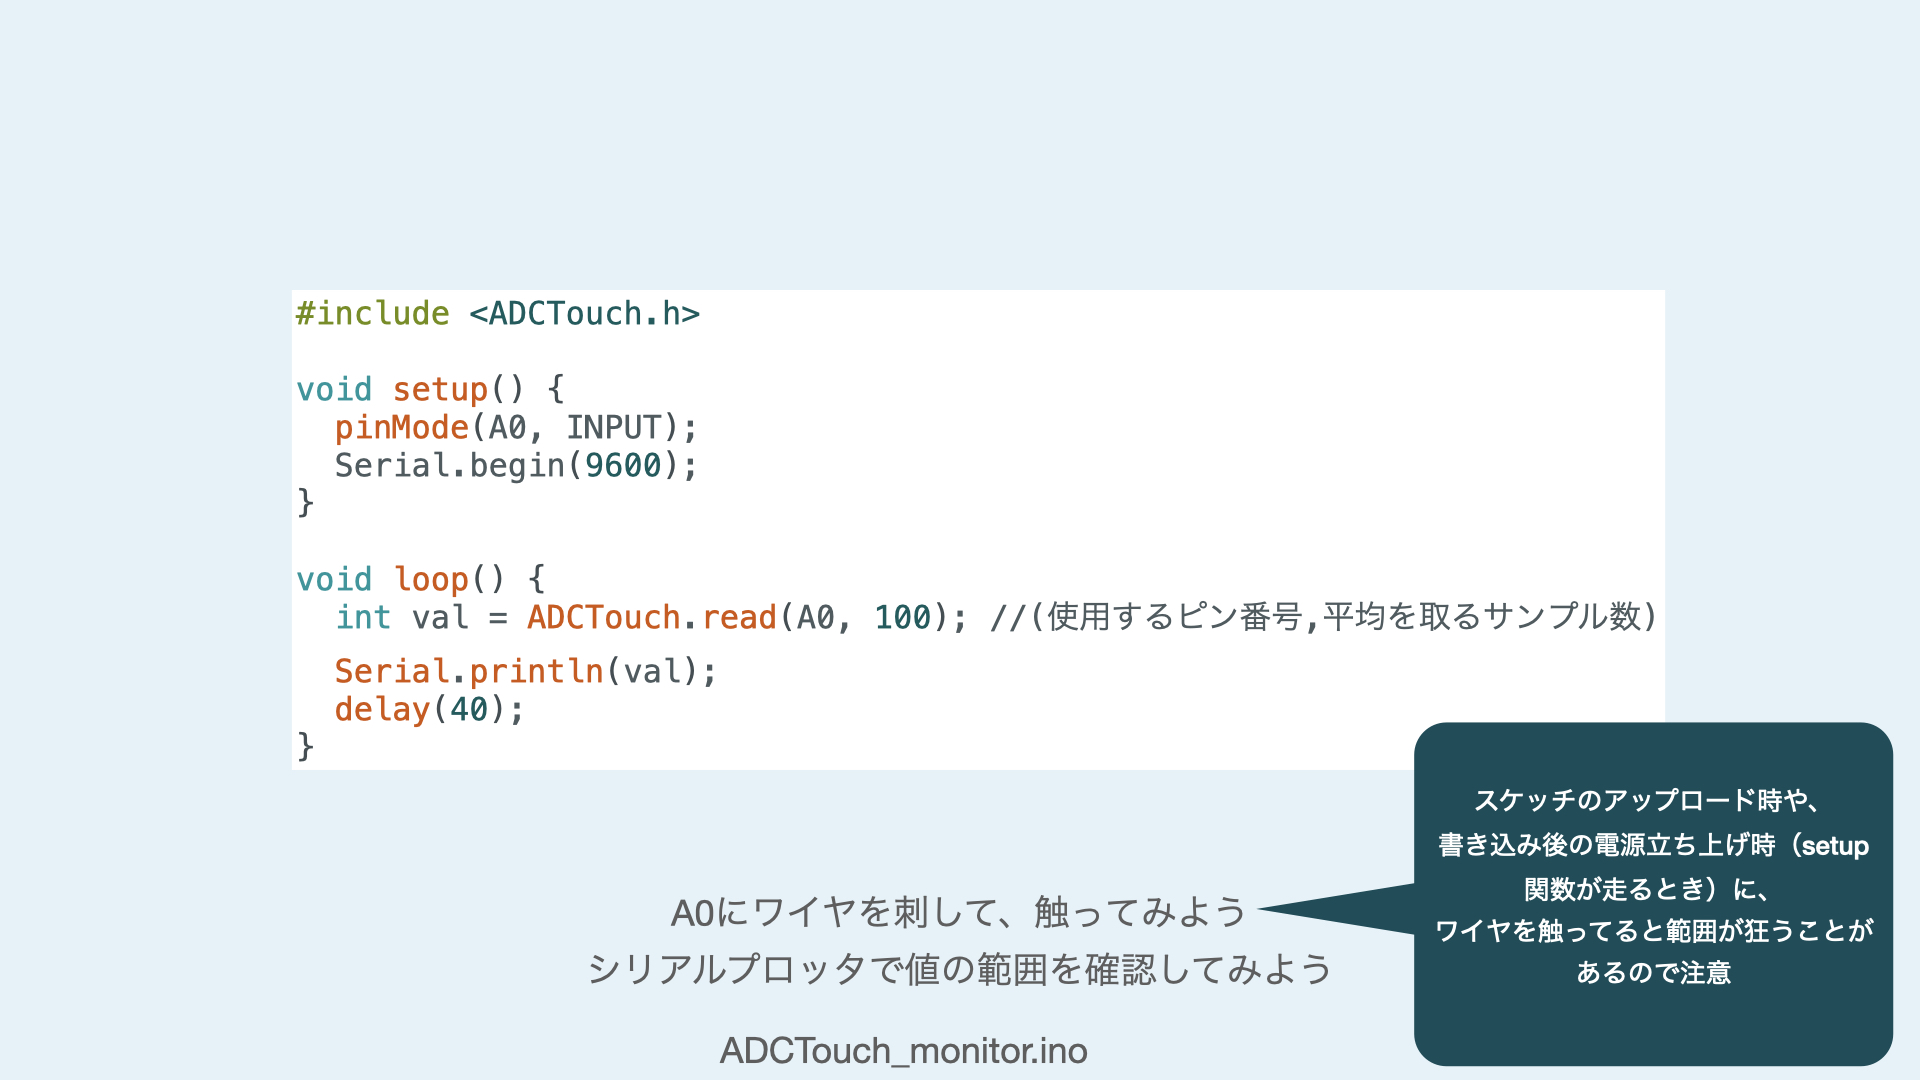 #include <ADCTouch.h>
void setup() {
  pinMode(A0, INPUT);
  Serial.begin(9600);
}
void loop() {
  int val = ADCTouch.read(A0, 100); //(使用するピン番号,平均を取るサンプル数)
  Serial.println(val);
  delay(40);
}
A0にワイヤを刺して、触ってみよう
シリアルプロッタで値の範囲を確認してみよう
ADCTouch_monitor.ino
スケッチのアップロード時や、
書き込み後の電源立ち上げ時（setup
関数が走るとき）に、
ワイヤを触ってると範囲が狂うことが
あるので注意